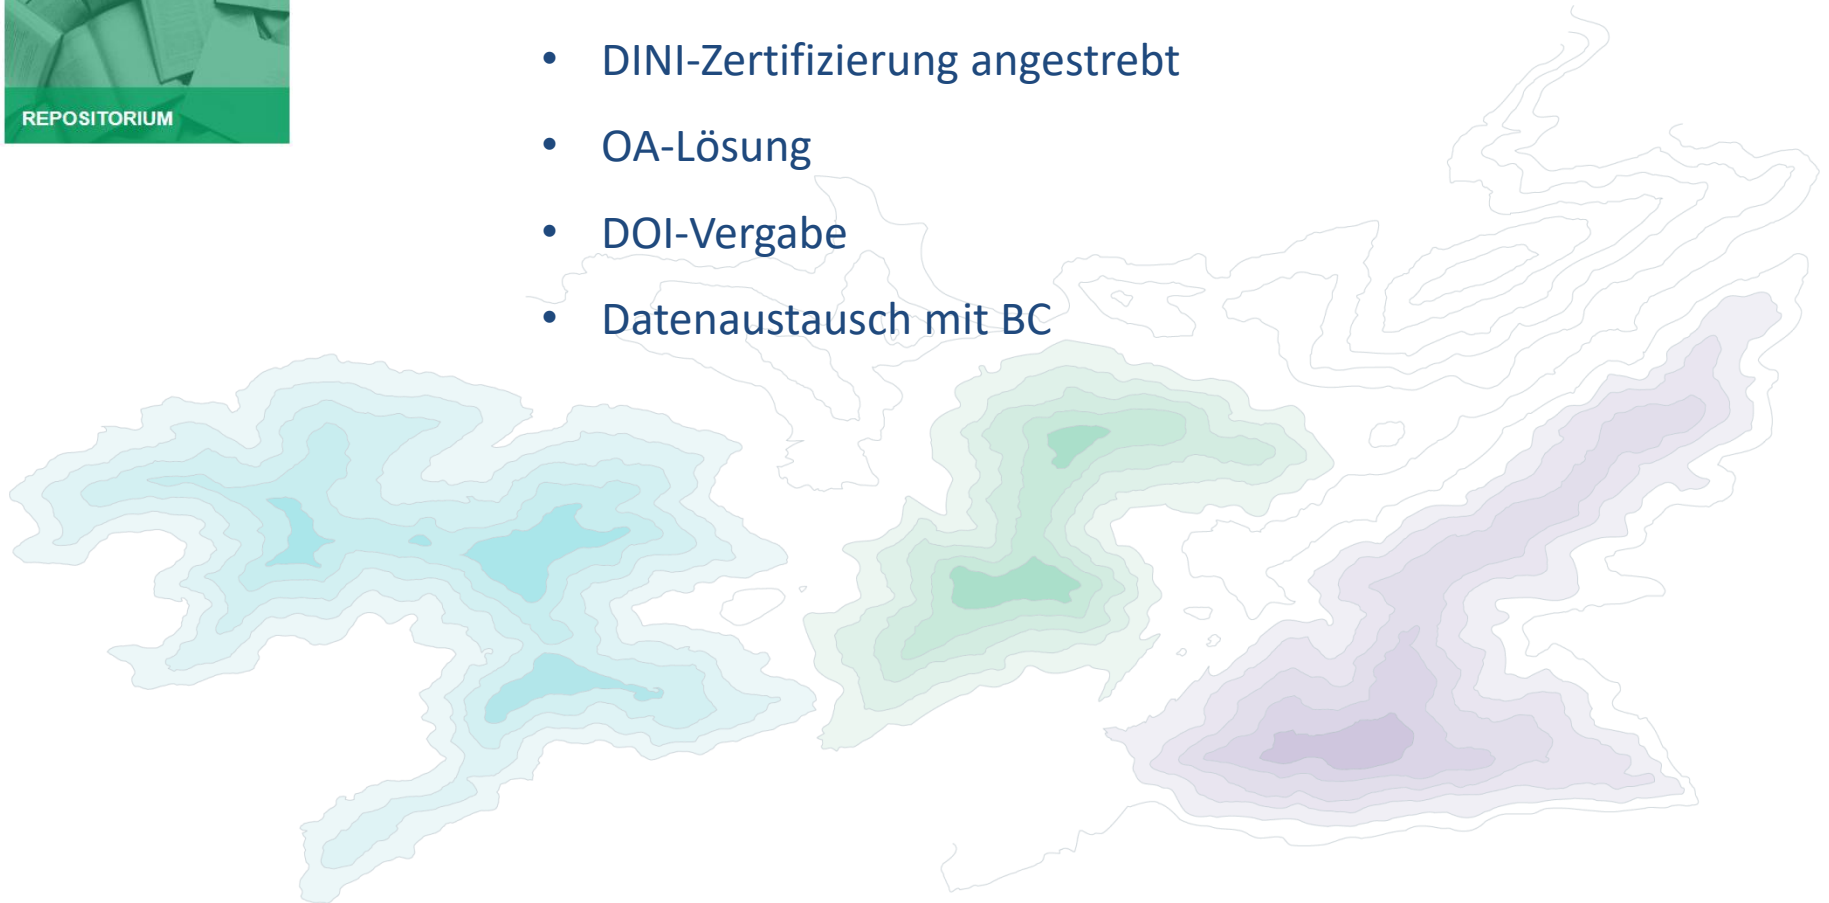 REPOSITORIUM
• DINI-Zertifizierung angestrebt
• OA-Lösung
• DOI-Vergabe
• Datenaustausch mit BC